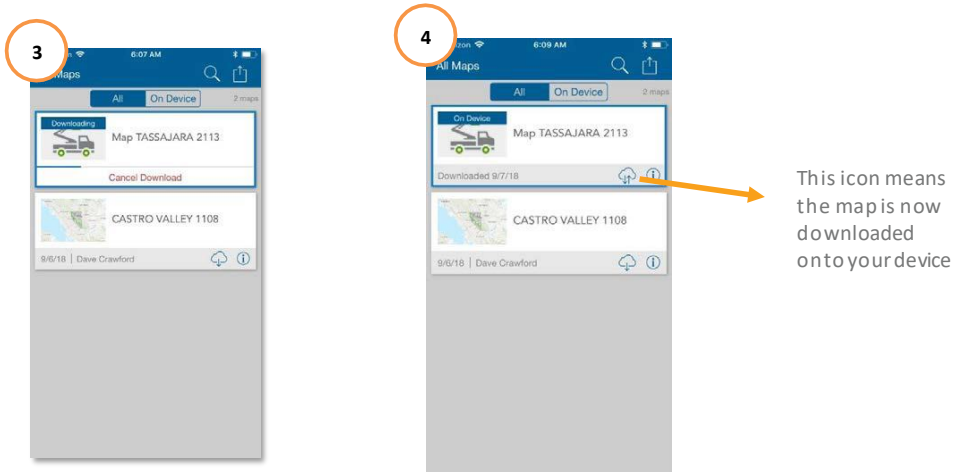 3
6:07 AM
Maps
All On Device 2 maps
Downloading
Map TASSAJARA 2113
Cancel Download
CASTRO VALLEY 1108
9/6/18 | Dave Crawford
4
zon 6:09 AM
All Maps
All On Device 2 maps
On Device
Map TASSAJARA 2113
Downloaded 9/7/18
CASTRO VALLEY 1108
9/6/18 | Dave Crawford
This icon means
the map is now
downloaded
onto your device